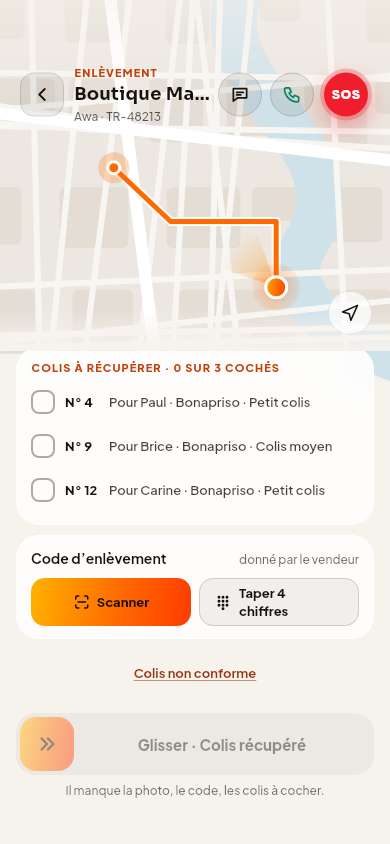 ENLÈVEMENT
Boutique Ma...
Awa · TR-48213
SOS
COLIS À RÉCUPÉRER · 0 SUR 3 COCHÉS
N° 4 Pour Paul · Bonapriso · Petit colis
N° 9 Pour Brice · Bonapriso · Colis moyen
N° 12 Pour Carine · Bonapriso · Petit colis
Code d’enlèvement donné par le vendeur
Scanner
Taper 4
chiffres
Colis non conforme
Glisser · Colis récupéré
Il manque la photo, le code, les colis à cocher.